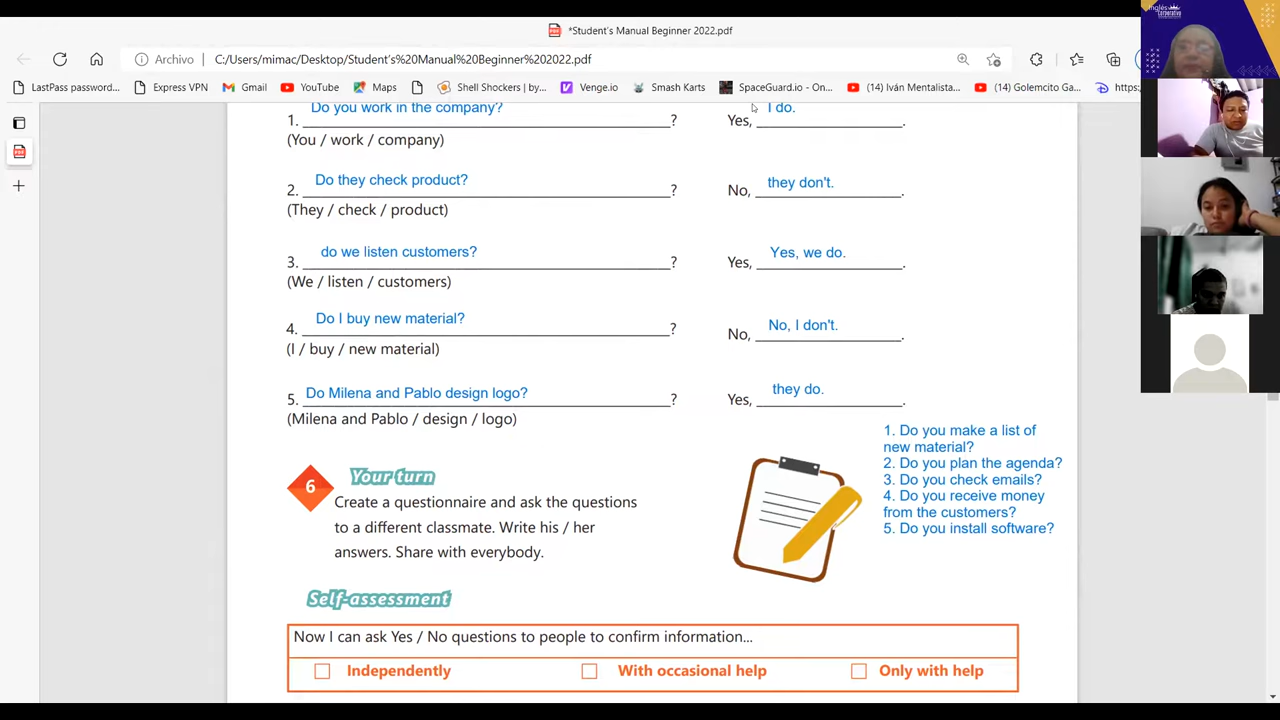 *Student's Manual Beginner 2022.pdf
Archivo C:/Users/mimac/Desktop/Student's%20Manual%20Beginner%202022.pdf
LastPass password... Express VPN Gmail YouTube Maps Shell Shockers | by... Venge.io Smash Karts SpaceGuard.io - On... (14) Iván Mentalista... (14) Golemcito Ga... https:
Inglés
Corporativo
Do you work in the company? I do.
1. ? Yes, .
(You / work / company)
Do they check product? they don't.
2. ? No, .
(They / check / product)
do we listen customers? Yes, we do.
3. ? Yes, .
(We / listen / customers)
Do I buy new material? No, I don't.
4. ? No, .
(I / buy / new material)
Do Milena and Pablo design logo? they do.
5. ? Yes, .
(Milena and Pablo / design / logo)
1. Do you make a list of
new material?
2. Do you plan the agenda?
3. Do you check emails?
4. Do you receive money
from the customers?
5. Do you install software?
6 Your turn
Create a questionnaire and ask the questions
to a different classmate. Write his / her
answers. Share with everybody.
Self-assessment
Now I can ask Yes / No questions to people to confirm information...
Independently With occasional help Only with help